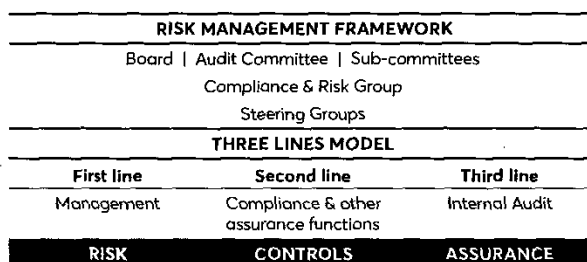 RISK MANAGEMENT FRAMEWORK
Board | Audit Committee | Sub-committees
Compliance & Risk Group
Steering Groups
THREE LINES MODEL
First line Second line Third line
Management Compliance & other Internal Audit
assurance functions
RISK CONTROLS ASSURANCE